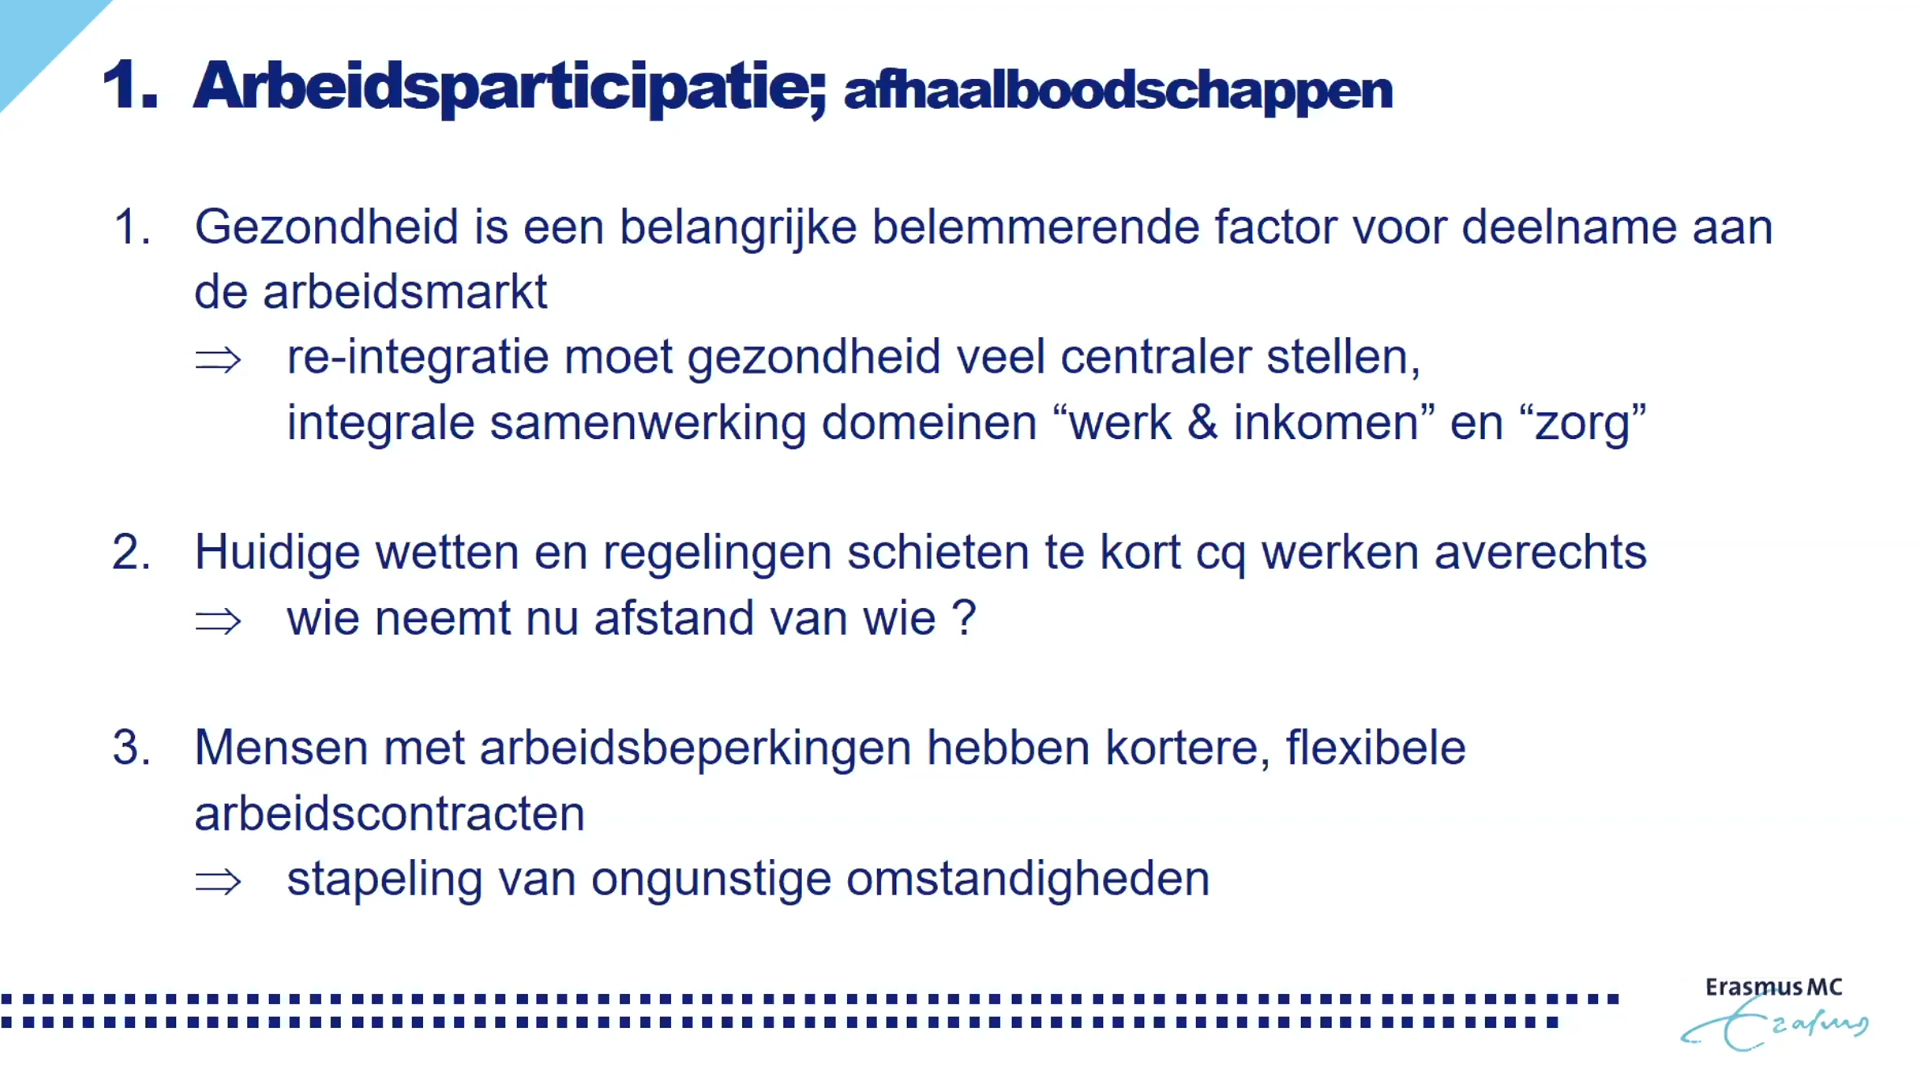 1. Arbeidsparticipatie; afhaalboodschappen
1. Gezondheid is een belangrijke belemmerende factor voor deelname aan
de arbeidsmarkt
⇒ re-integratie moet gezondheid veel centraler stellen,
integrale samenwerking domeinen “werk & inkomen” en “zorg”
2. Huidige wetten en regelingen schieten te kort cq werken averechts
⇒ wie neemt nu afstand van wie ?
3. Mensen met arbeidsbeperkingen hebben kortere, flexibele
arbeidscontracten
⇒ stapeling van ongunstige omstandigheden
Erasmus MC
Erasmus